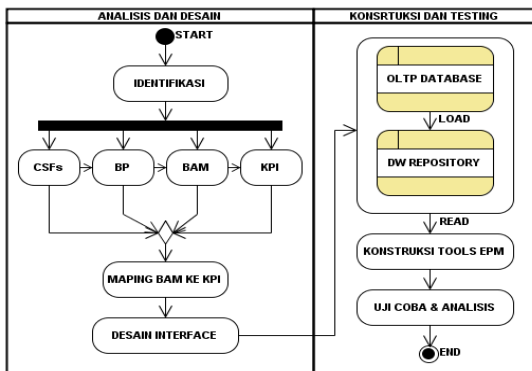 ANALISIS DAN DESAIN
START
IDENTIFIKASI
CSFs
BP
BAM
KPI
MAPING BAM KE KPI
DESAIN INTERFACE
KONSRTUKSI DAN TESTING
OLTP DATABASE
LOAD
DW REPOSITORY
READ
KONSTRUKSI TOOLS EPM
UJI COBA & ANALISIS
END